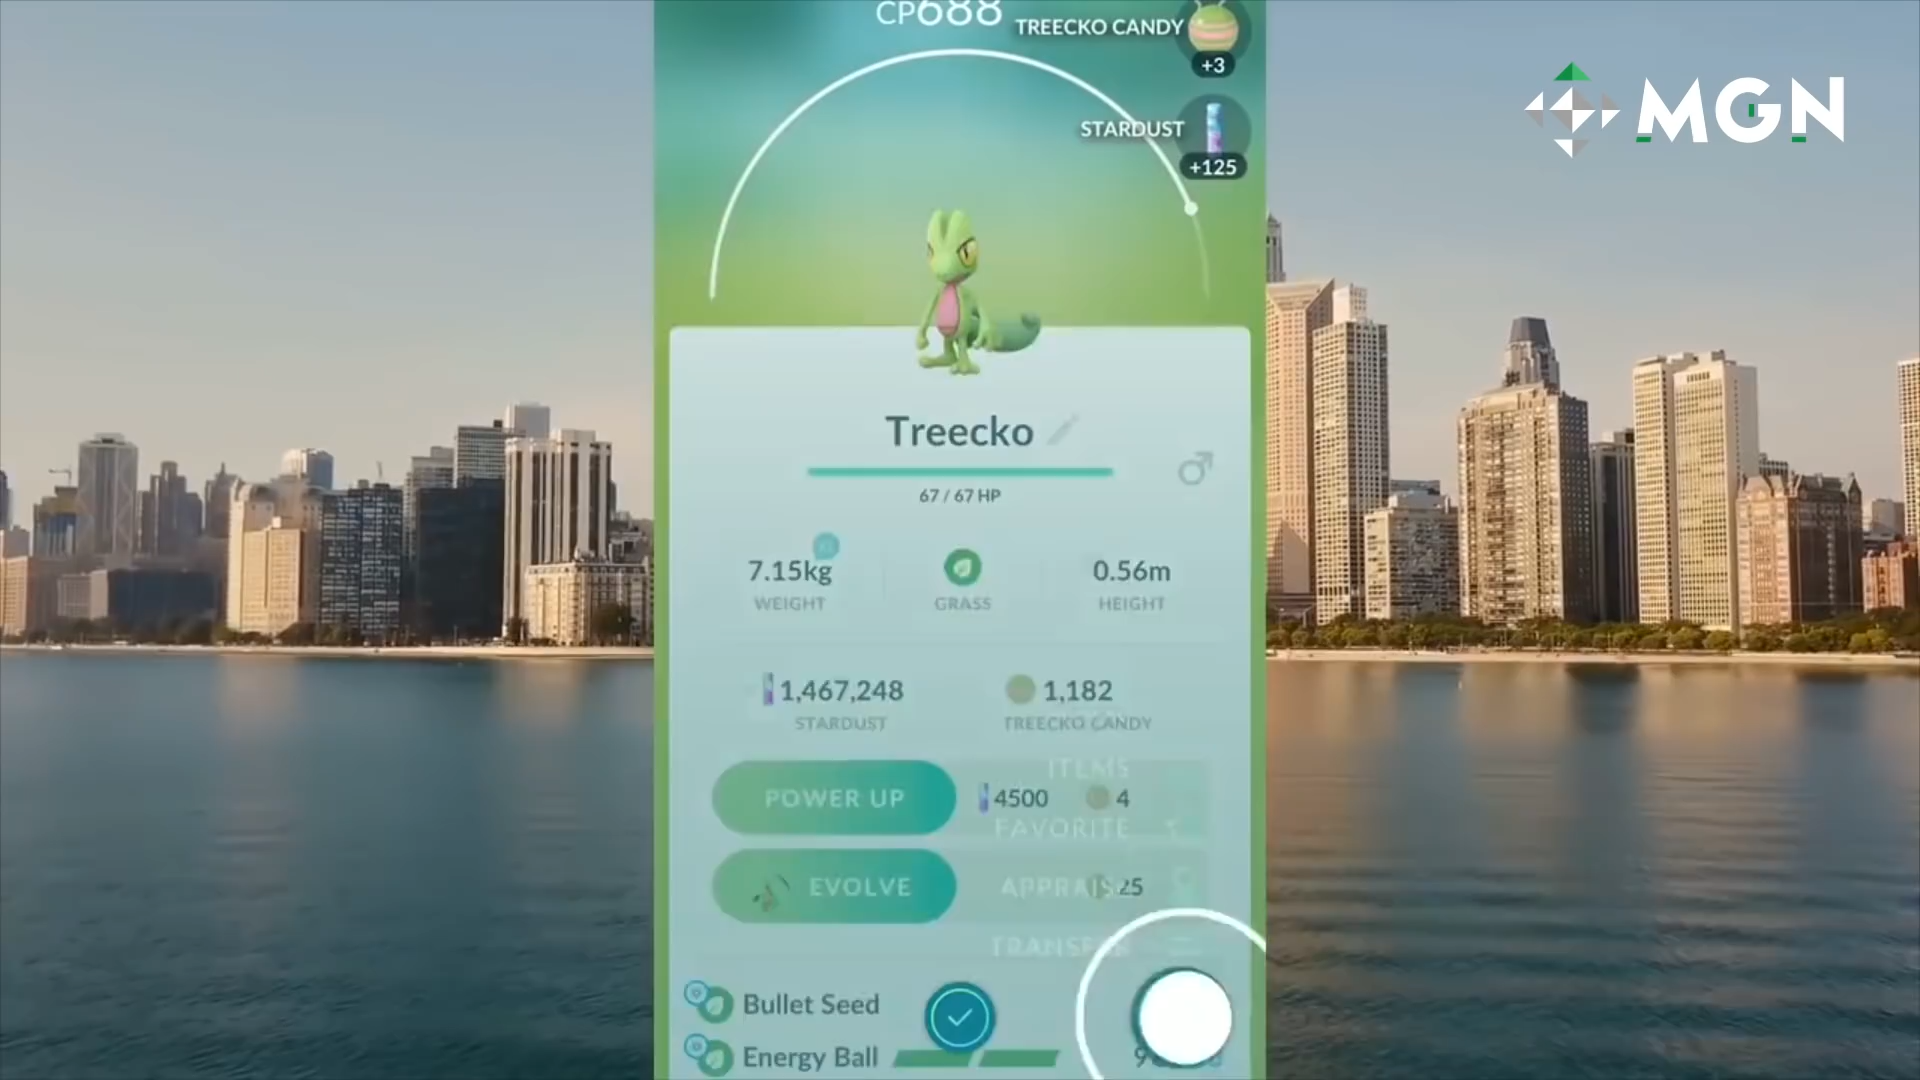 CP688
TREECKO CANDY
+3
STARDUST
+125
MGN
Treecko
67 / 67 HP
7.15kg
WEIGHT
GRASS
0.56m
HEIGHT
1,467,248
STARDUST
1,182
TREECKO CANDY
ITEMS
POWER UP
4500
4
FAVORITE
EVOLVE
APPRAISE
25
TRANSFER
Bullet Seed
Energy Ball